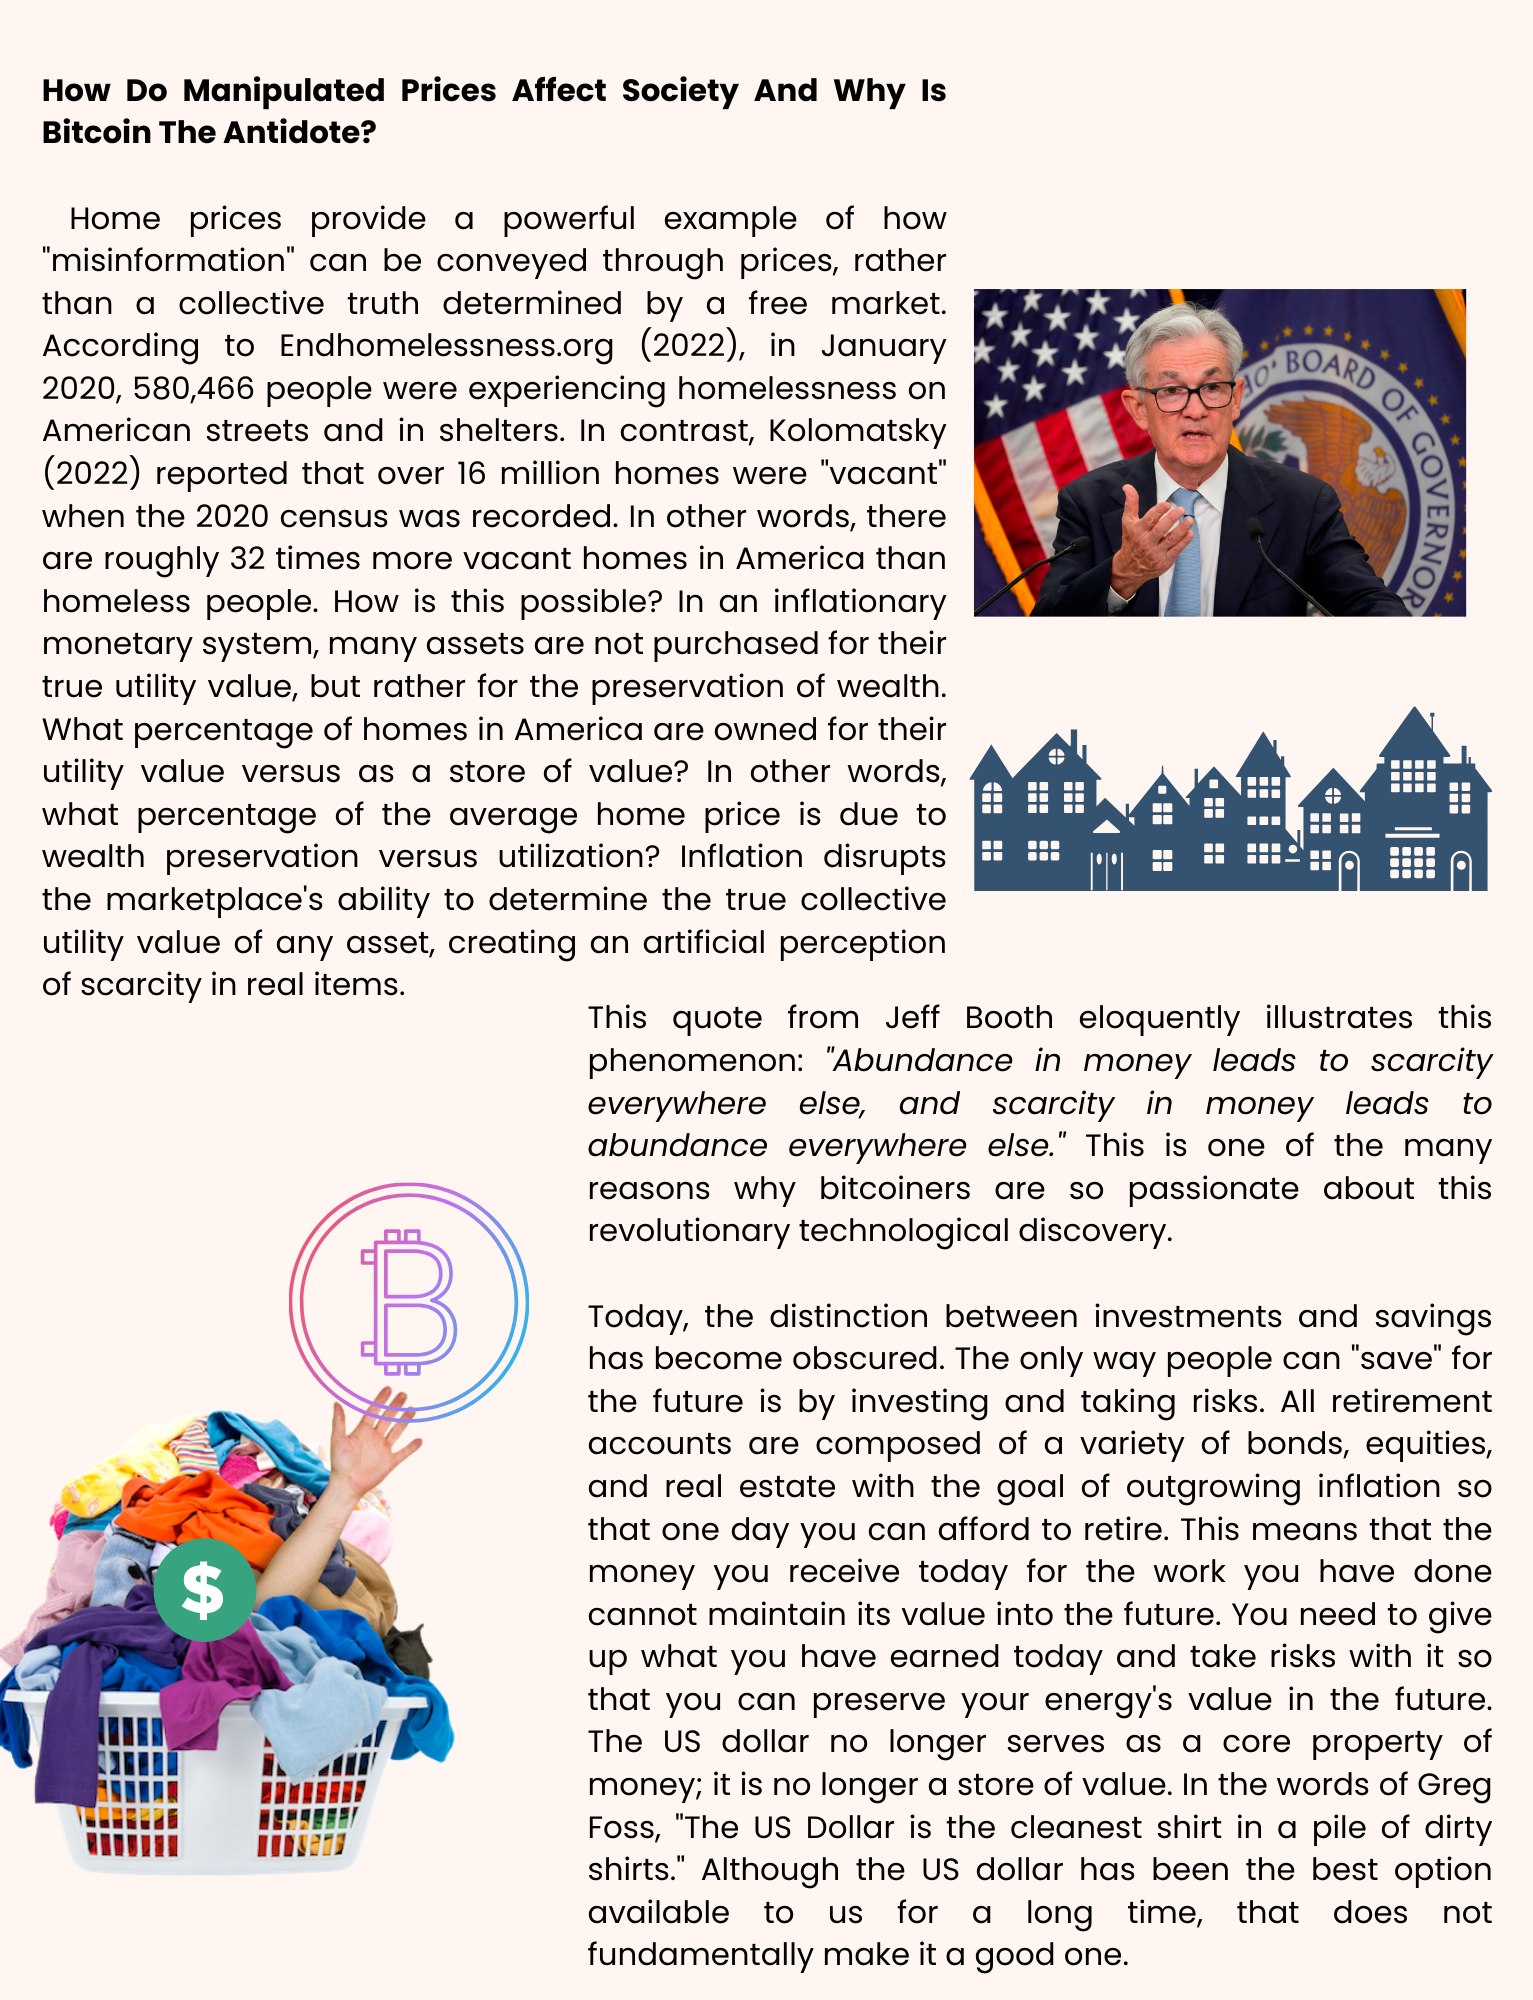 How Do Manipulated Prices Affect Society And Why Is
Bitcoin The Antidote?
Home prices provide a powerful example of how
"misinformation" can be conveyed through prices, rather
than a collective truth determined by a free market.
According to Endhomelessness.org (2022), in January
2020, 580,466 people were experiencing homelessness on
American streets and in shelters. In contrast, Kolomatsky
(2022) reported that over 16 million homes were "vacant"
when the 2020 census was recorded. In other words, there
are roughly 32 times more vacant homes in America than
homeless people. How is this possible? In an inflationary
monetary system, many assets are not purchased for their
true utility value, but rather for the preservation of wealth.
What percentage of homes in America are owned for their
utility value versus as a store of value? In other words,
what percentage of the average home price is due to
wealth preservation versus utilization? Inflation disrupts
the marketplace's ability to determine the true collective
utility value of any asset, creating an artificial perception
of scarcity in real items.
BOARD OF GOVERNOR
This quote from Jeff Booth eloquently illustrates this
phenomenon: "Abundance in money leads to scarcity
everywhere else, and scarcity in money leads to
abundance everywhere else." This is one of the many
reasons why bitcoiners are so passionate about this
revolutionary technological discovery.
Today, the distinction between investments and savings
has become obscured. The only way people can "save" for
the future is by investing and taking risks. All retirement
accounts are composed of a variety of bonds, equities,
and real estate with the goal of outgrowing inflation so
that one day you can afford to retire. This means that the
money you receive today for the work you have done
cannot maintain its value into the future. You need to give
up what you have earned today and take risks with it so
that you can preserve your energy's value in the future.
The US dollar no longer serves as a core property of
money; it is no longer a store of value. In the words of Greg
Foss, "The US Dollar is the cleanest shirt in a pile of dirty
shirts." Although the US dollar has been the best option
available to us for a long time, that does not
fundamentally make it a good one.
$